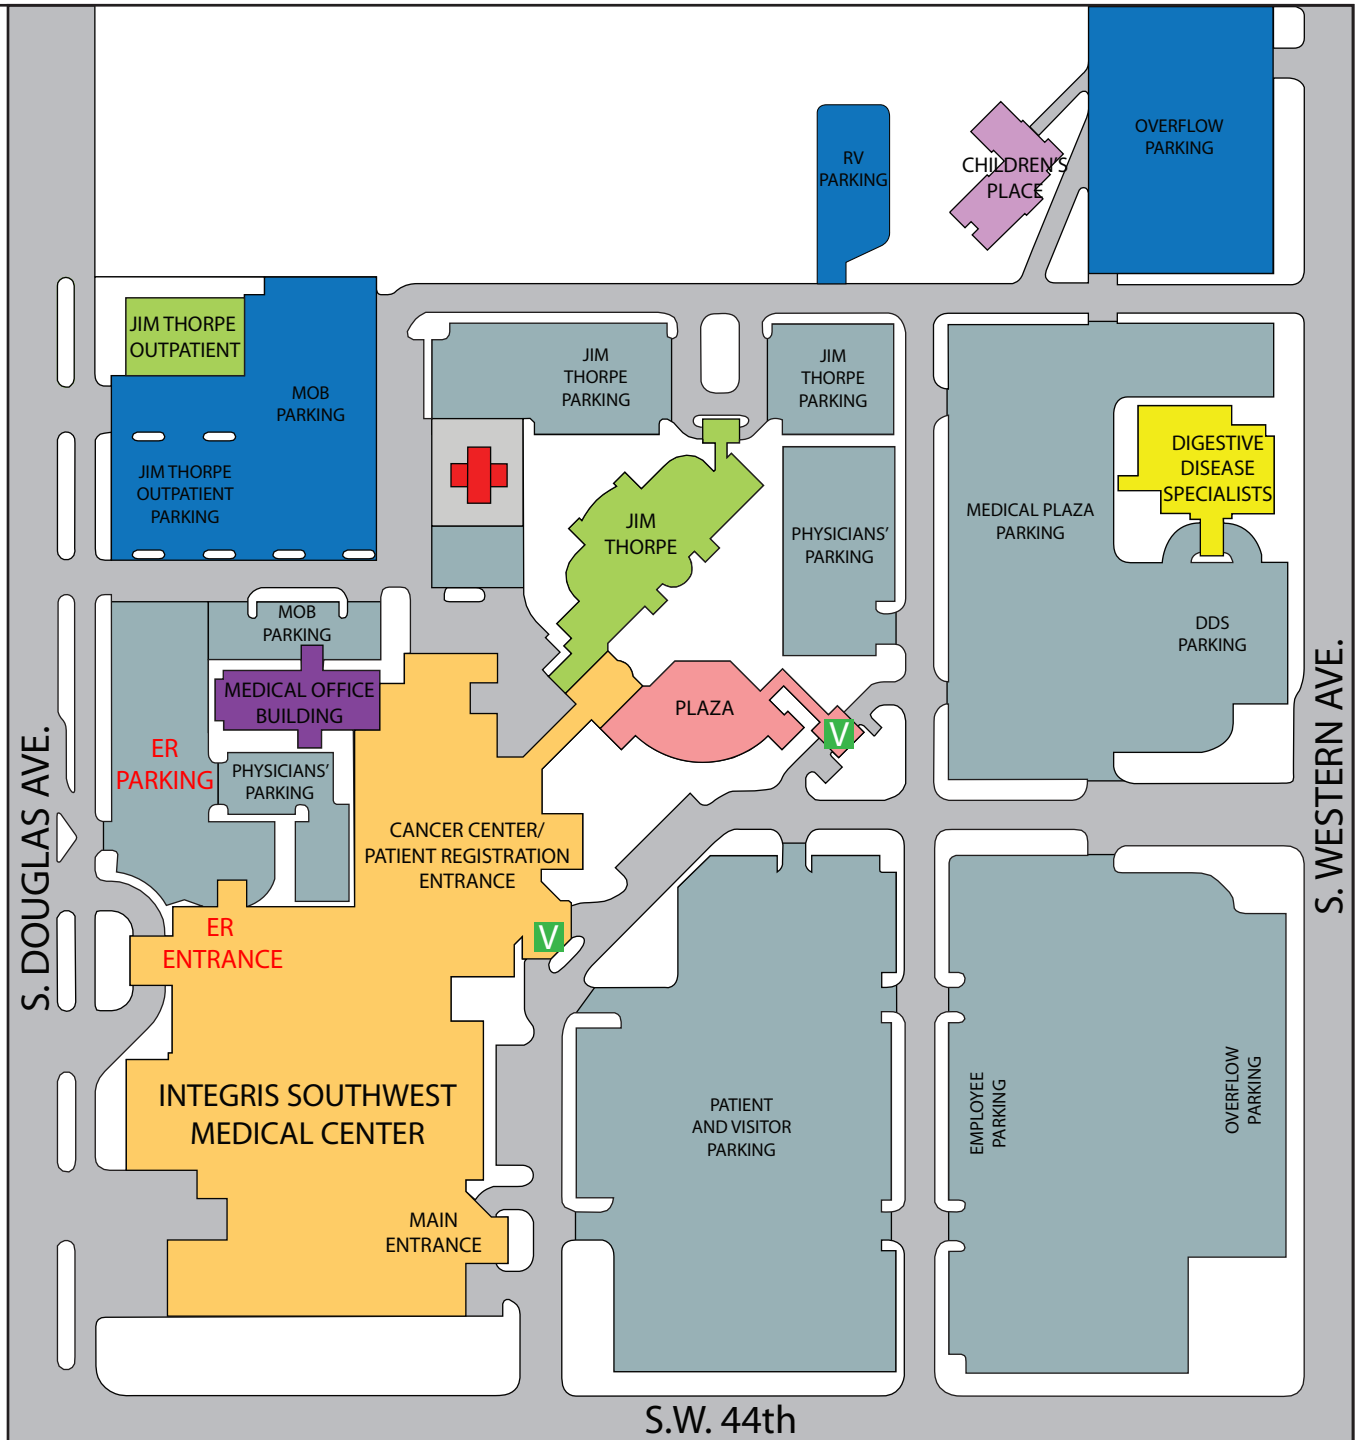 OVERFLOW
PARKING
RV
PARKING
CHILDREN'S
PLACE
JIM THORPE
OUTPATIENT
MOB
PARKING
JIM
THORPE
PARKING
JIM
THORPE
PARKING
JIM THORPE
OUTPATIENT
PARKING
JIM
THORPE
PHYSICIANS'
PARKING
MEDICAL PLAZA
PARKING
DIGESTIVE
DISEASE
SPECIALISTS
MOB
PARKING
DDS
PARKING
MEDICAL OFFICE
BUILDING
PLAZA
V
ER
PARKING
PHYSICIANS'
PARKING
S. DOUGLAS AVE.
S. WESTERN AVE.
CANCER CENTER/
PATIENT REGISTRATION
ENTRANCE
V
ER
ENTRANCE
INTEGRIS SOUTHWEST
MEDICAL CENTER
PATIENT
AND VISITOR
PARKING
EMPLOYEE
PARKING
OVERFLOW
PARKING
MAIN
ENTRANCE
S.W. 44th